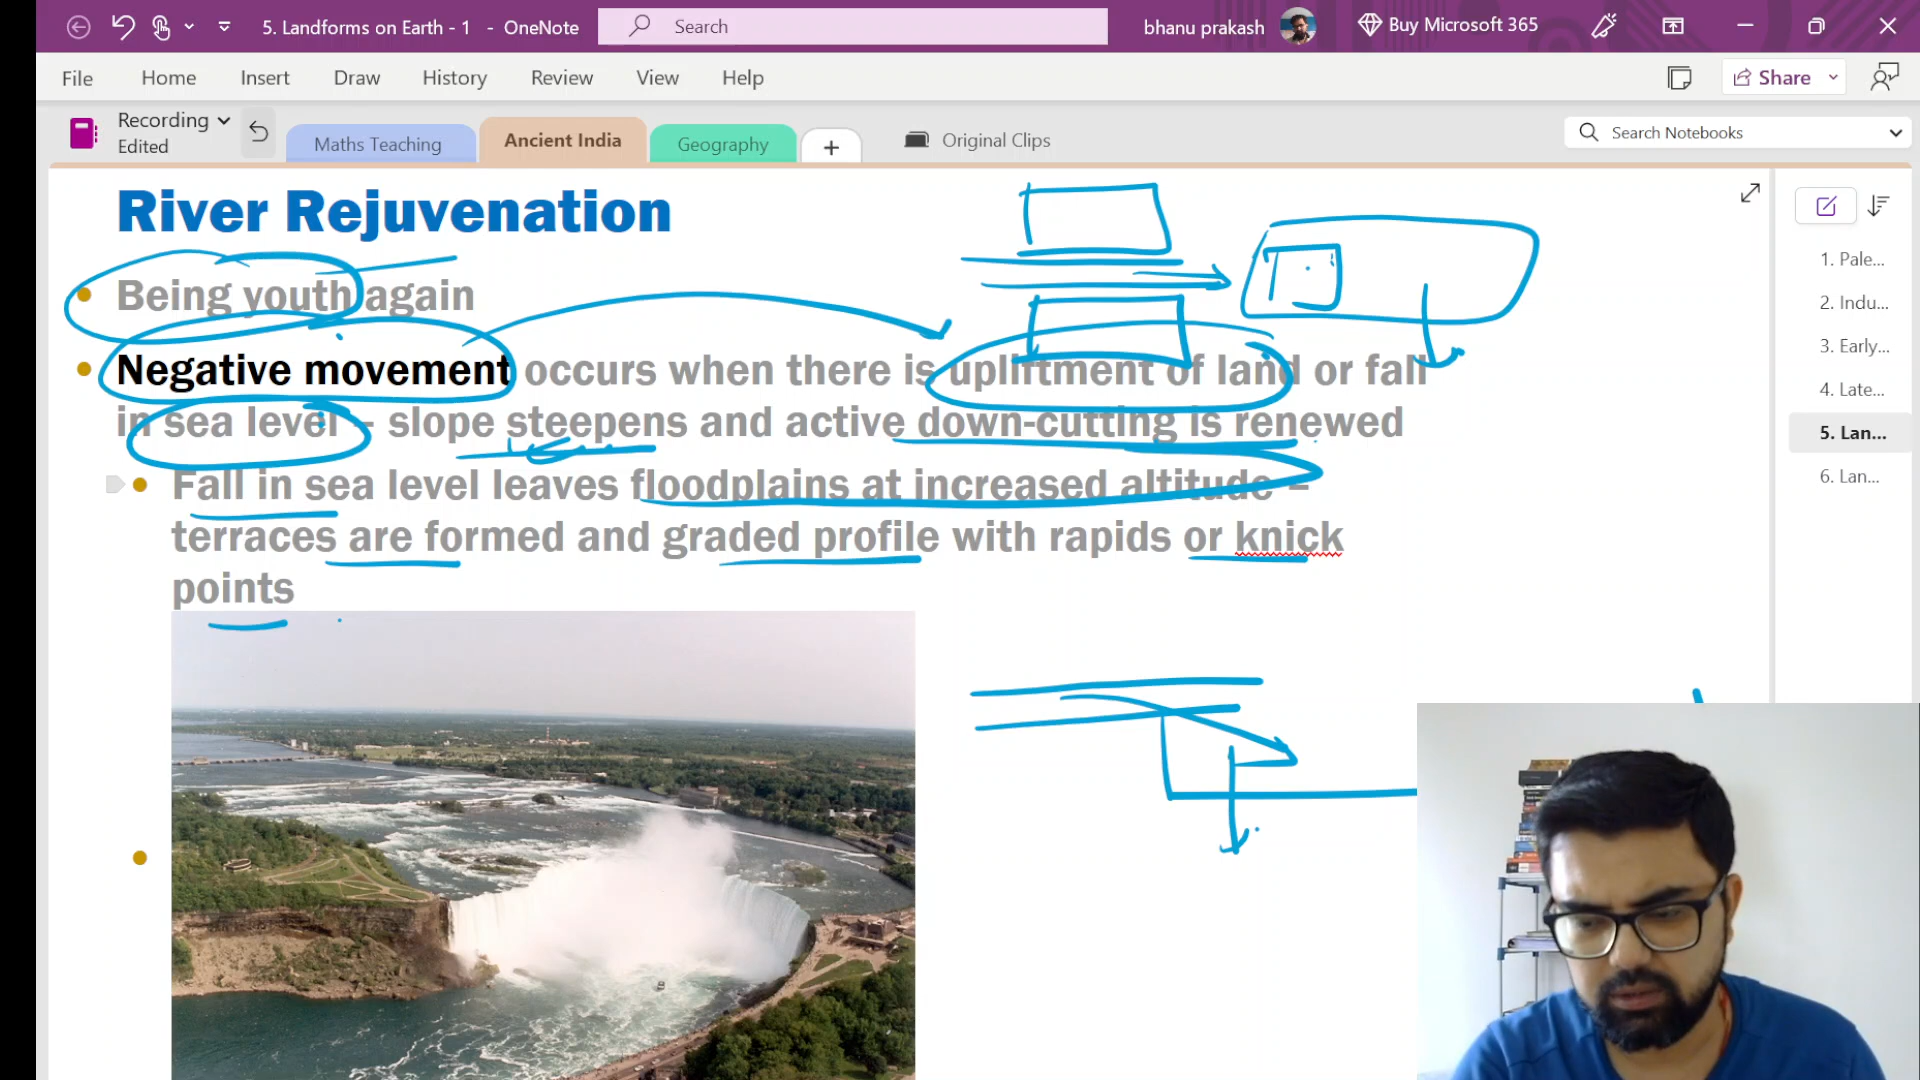 5. Landforms on Earth - 1 - OneNote
Search
bhanu prakash
Buy Microsoft 365
File Home Insert Draw History Review View Help
Share
Recording
Edited
Maths Teaching
Ancient India
Geography
+
Original Clips
Search Notebooks
River Rejuvenation
Being youth again
Negative movement occurs when there is upliftment of land or fall
in sea level – slope steepens and active down-cutting is renewed
Fall in sea level leaves floodplains at increased altitude –
terraces are formed and graded profile with rapids or knick
points
1. Pale...
2. Indu...
3. Early...
4. Late...
5. Lan...
6. Lan...